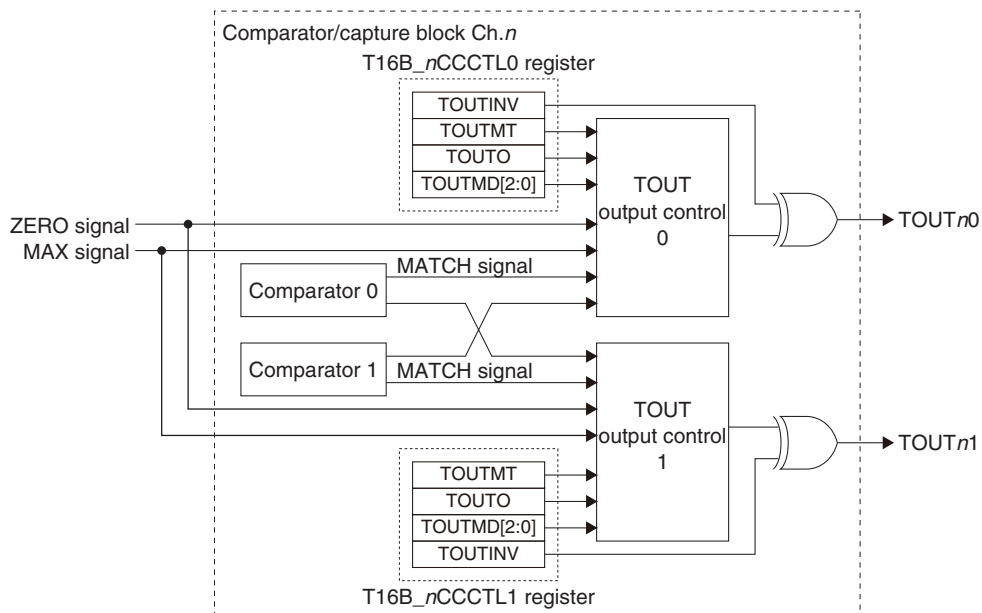 Comparator/capture block Ch.n
T16B_nCCCTL0 register
TOUTINV
TOUTMT
TOUTO
TOUTMD[2:0]
TOUT
output control
0
TOUTn0
ZERO signal
MAX signal
MATCH signal
Comparator 0
Comparator 1
MATCH signal
TOUT
output control
1
TOUTn1
TOUTMT
TOUTO
TOUTMD[2:0]
TOUTINV
T16B_nCCCTL1 register